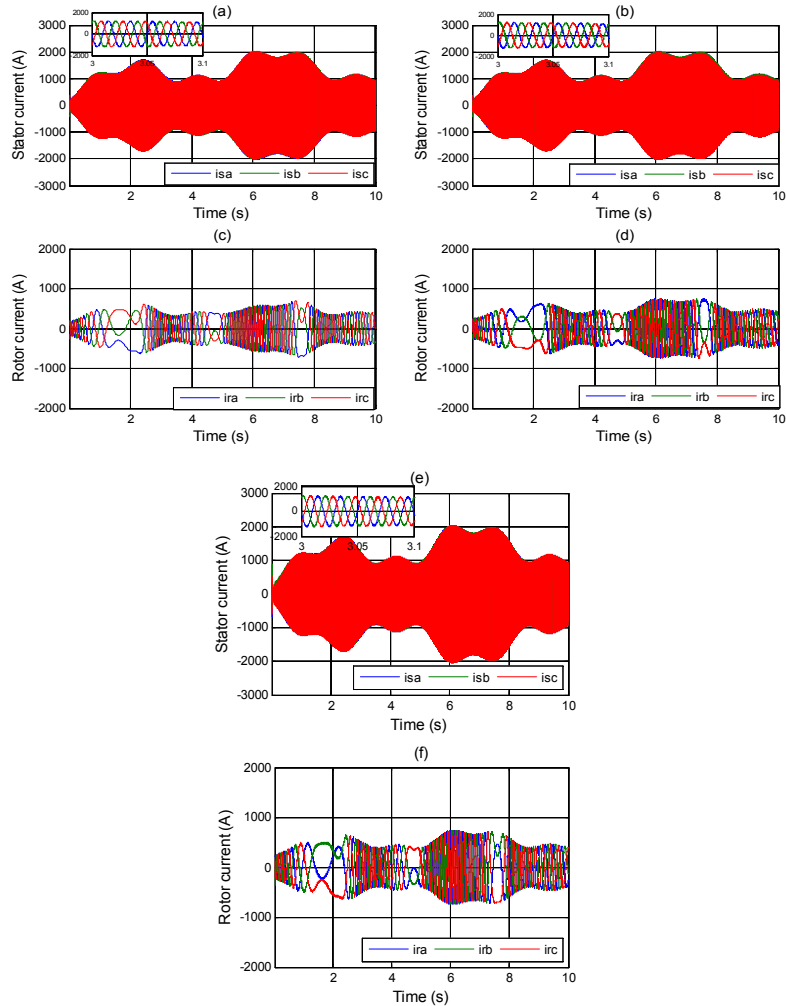 (a)
Stator current (A)
3000
2000
1000
0
-1000
-2000
-3000
2000
0
-2000
3
3.05
3.1
isa isb isc
2 4 6 8 10
Time (s)
(b)
Stator current (A)
3000
2000
1000
0
-1000
-2000
-3000
2000
0
-2000
3
3.05
3.1
isa isb isc
2 4 6 8 10
Time (s)
(c)
Rotor current (A)
2000
1000
0
-1000
-2000
ira irb irc
2 4 6 8 10
Time (s)
(d)
Rotor current (A)
2000
1000
0
-1000
-2000
ira irb irc
2 4 6 8 10
Time (s)
(e)
Stator current (A)
3000
2000
1000
0
-1000
-2000
-3000
2000
0
-2000
3
3.05
3.1
isa isb isc
2 4 6 8 10
Time (s)
(f)
Rotor current (A)
2000
1000
0
-1000
-2000
ira irb irc
2 4 6 8 10
Time (s)